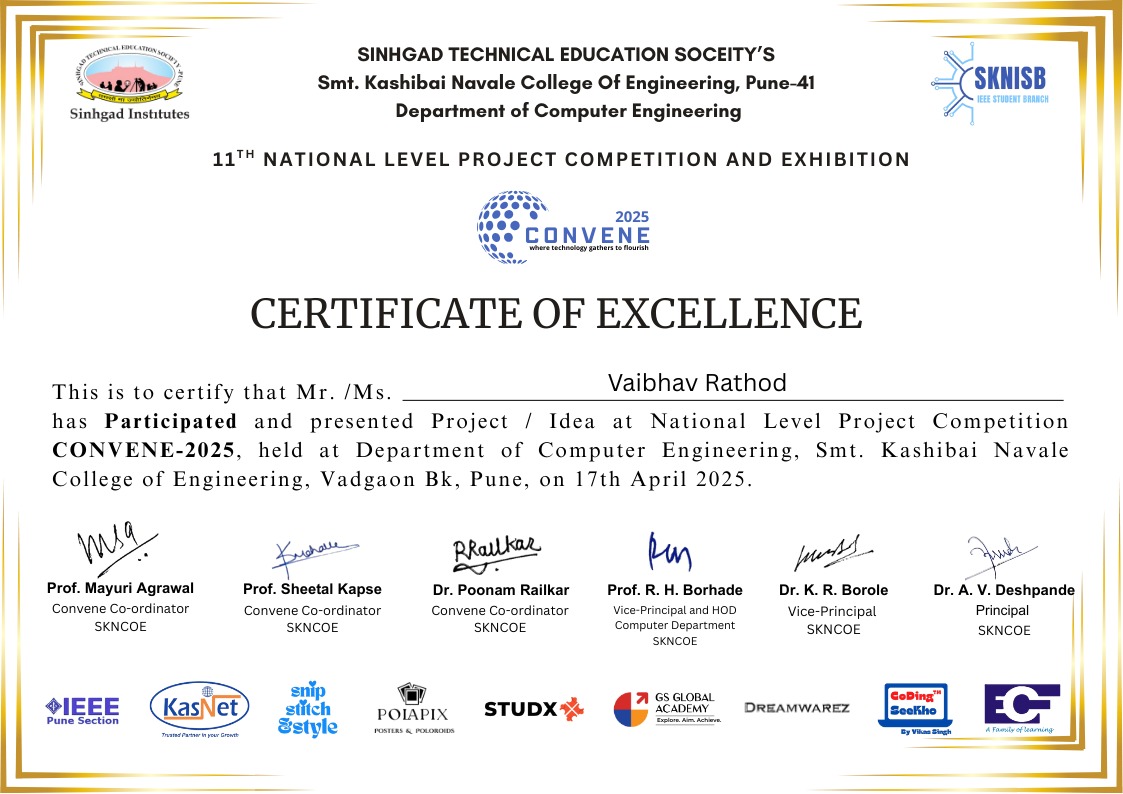 SINHGAD TECHNICAL EDUCATION SOCEITY'S
Smt. Kashibai Navale College Of Engineering, Pune-41
Department of Computer Engineering
Sinhgad Institutes
SKNISB
IEEE STUDENT BRANCH
11TH NATIONAL LEVEL PROJECT COMPETITION AND EXHIBITION
2025
CONVENE
where technology gathers to flourish
CERTIFICATE OF EXCELLENCE
This is to certify that Mr. /Ms. Vaibhav Rathod
has Participated and presented Project / Idea at National Level Project Competition
CONVENE-2025, held at Department of Computer Engineering, Smt. Kashibai Navale
College of Engineering, Vadgaon Bk, Pune, on 17th April 2025.
Prof. Mayuri Agrawal
Convene Co-ordinator
SKNCOE
Prof. Sheetal Kapse
Convene Co-ordinator
SKNCOE
RRailkar
Dr. Poonam Railkar
Convene Co-ordinator
SKNCOE
Prof. R. H. Borhade
Vice-Principal and HOD
Computer Department
SKNCOE
Dr. K. R. Borole
Vice-Principal
SKNCOE
Dr. A. V. Deshpande
Principal
SKNCOE
IEEE
Pune Section
KasNet
Trusted Partner in your Growth
snip
stitch
&style
POLAPIX
POSTERS & POLOROIDS
STUDX
GS GLOBAL
ACADEMY
Explore. Aim. Achieve.
DREAMWAREZ
CoDing™
SeeKho
By Vikas Singh
ECF
A Family of learning